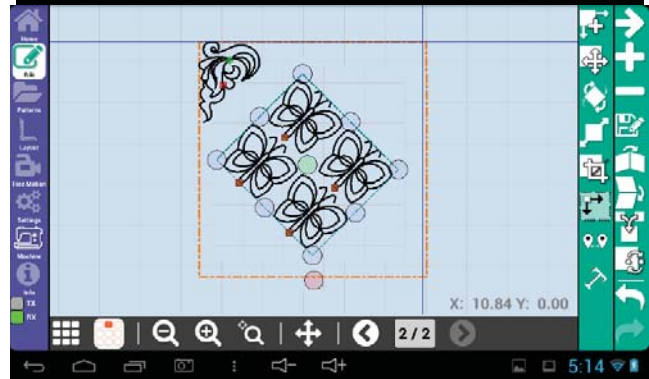 Home
Edit
Patterns
Layout
Free Motion
Settings
Machine
Info
TX
RX
X: 10.84 Y: 0.00
2/2
5:14